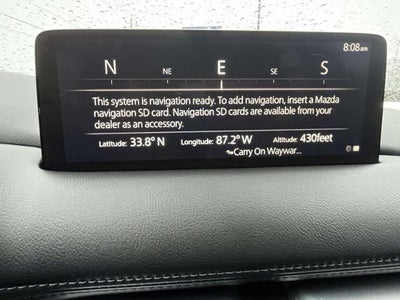 8:08am
N NE E SE S
This system is navigation ready. To add navigation, insert a Mazda
navigation SD card. Navigation SD cards are available from your
dealer as an accessory.
Latitude: 33.8° N Longitude: 87.2° W Altitude: 430feet
Carry On Waywar...